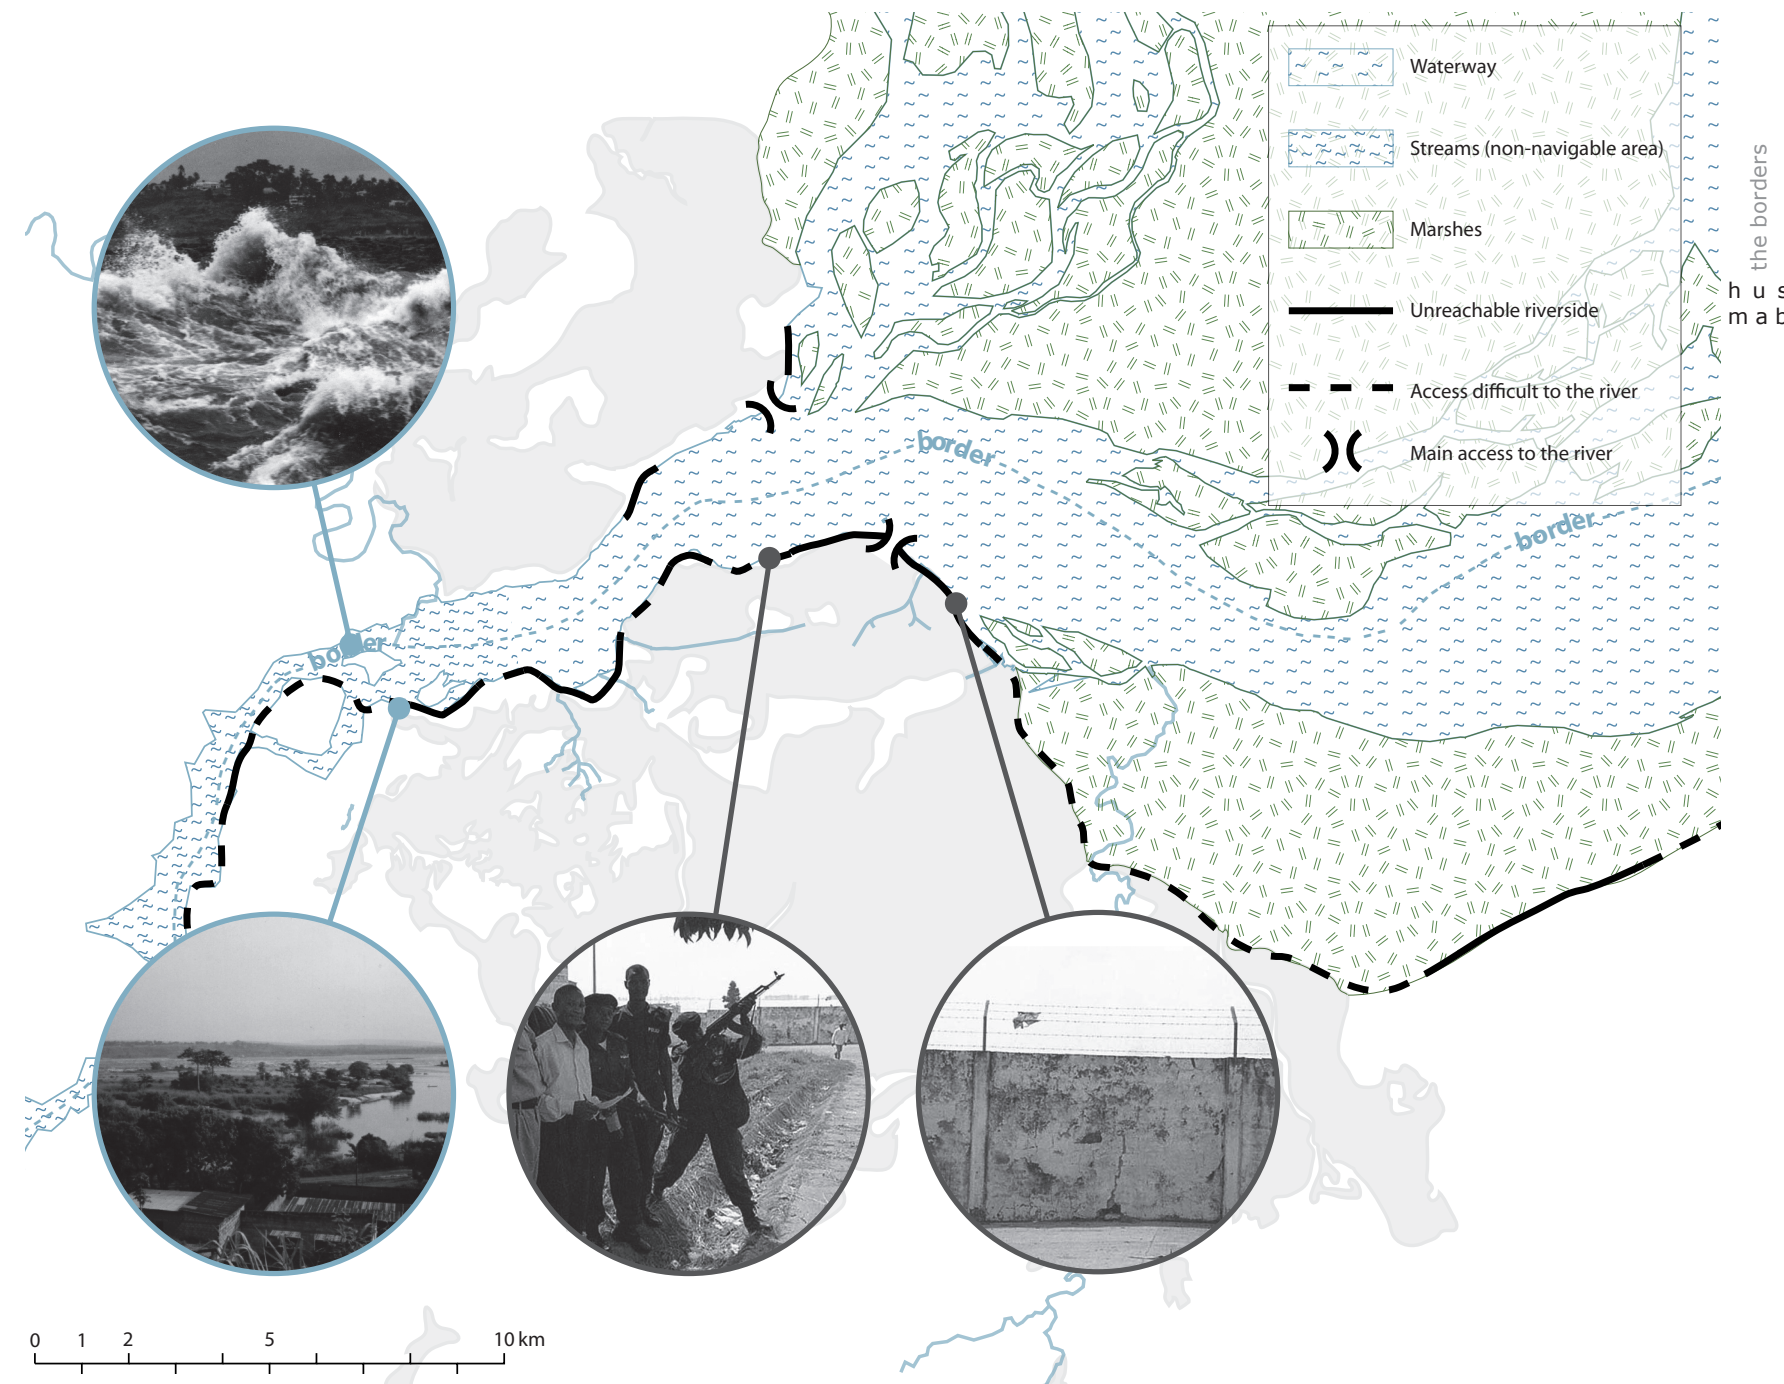 Waterway
Streams (non-navigable area)
Marshes
Unreachable riverside
Access difficult to the river
Main access to the river
the borders
h u s
m a b
border
border
border
0 1 2 5 10 km